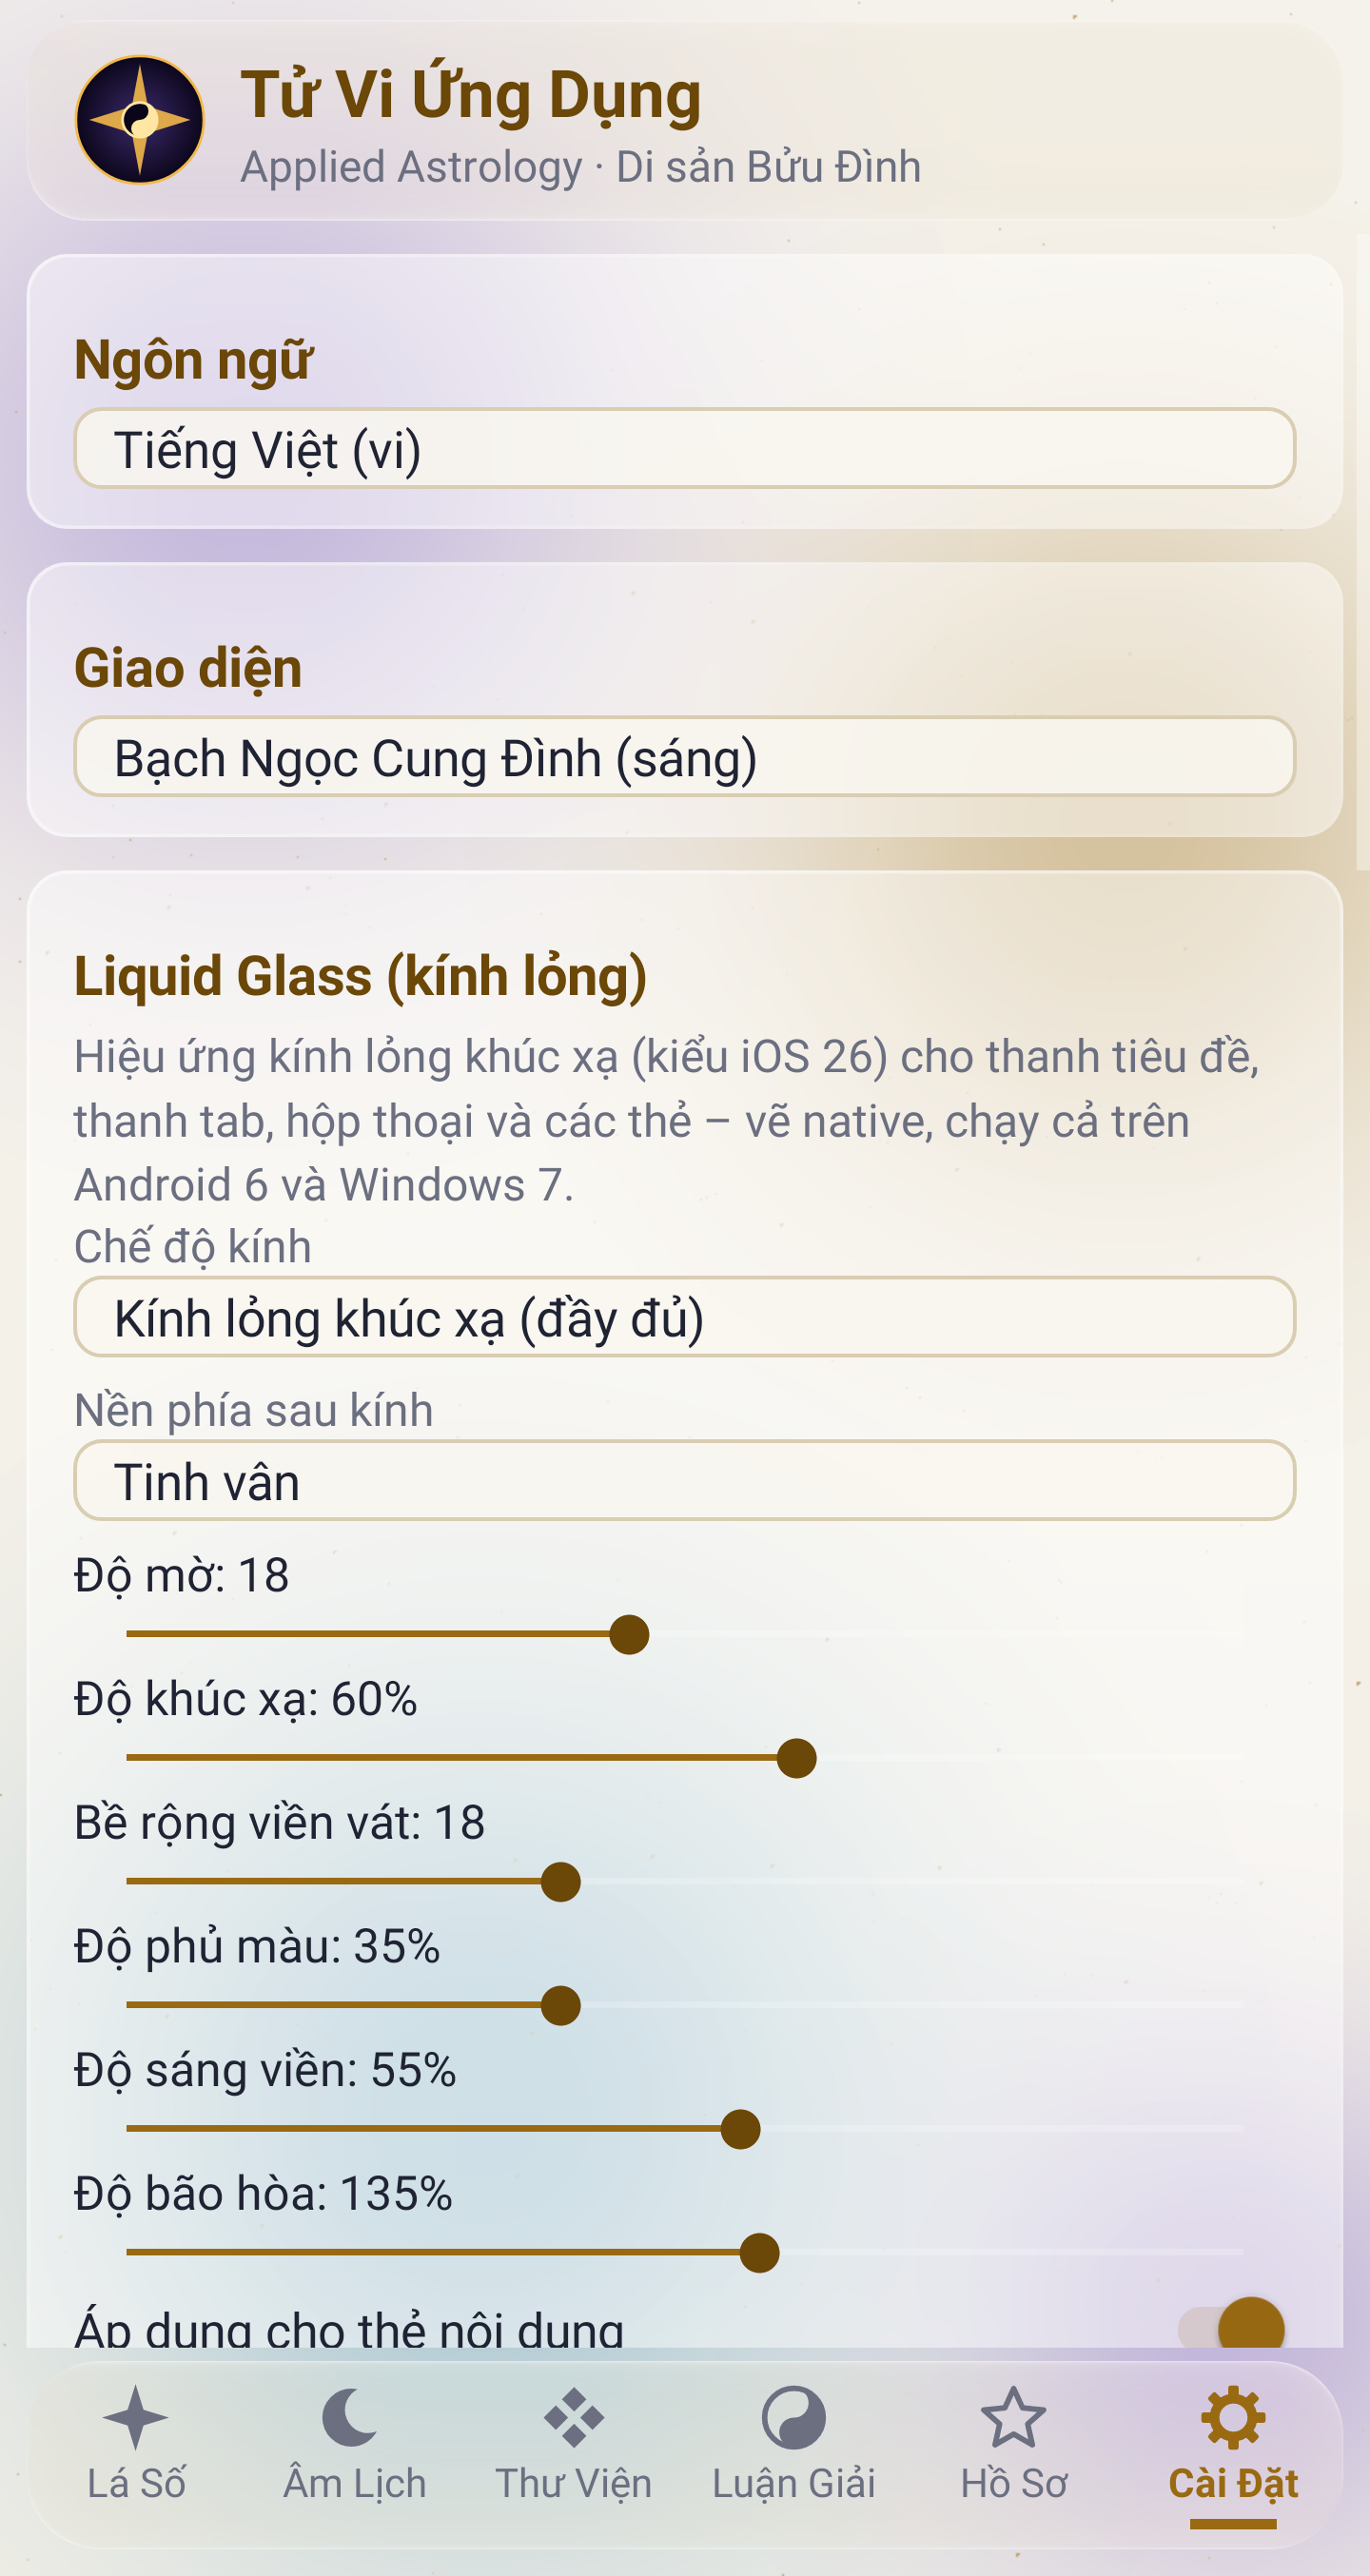 Tử Vi Ứng Dụng
Applied Astrology · Di sản Bửu Đình
Ngôn ngữ
Tiếng Việt (vi)
Giao diện
Bạch Ngọc Cung Đình (sáng)
Liquid Glass (kính lỏng)
Hiệu ứng kính lỏng khúc xạ (kiểu iOS 26) cho thanh tiêu đề,
thanh tab, hộp thoại và các thẻ – vẽ native, chạy cả trên
Android 6 và Windows 7.
Chế độ kính
Kính lỏng khúc xạ (đầy đủ)
Nền phía sau kính
Tinh vân
Độ mờ: 18
Độ khúc xạ: 60%
Bề rộng viền vát: 18
Độ phủ màu: 35%
Độ sáng viền: 55%
Độ bão hòa: 135%
Áp dụng cho thẻ nội dung
Lá Số
Âm Lịch
Thư Viện
Luận Giải
Hồ Sơ
Cài Đặt